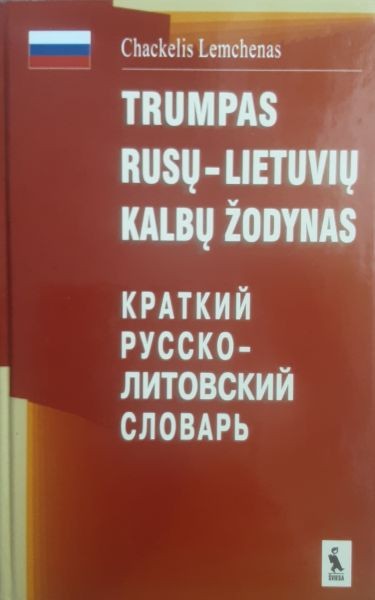 Chackelis Lemchenas
TRUMPAS
RUSŲ–LIETUVIŲ
KALBŲ ŽODYNAS
КРАТКИЙ
РУССКО-
ЛИТОВСКИЙ
СЛОВАРЬ
ŠVIESA